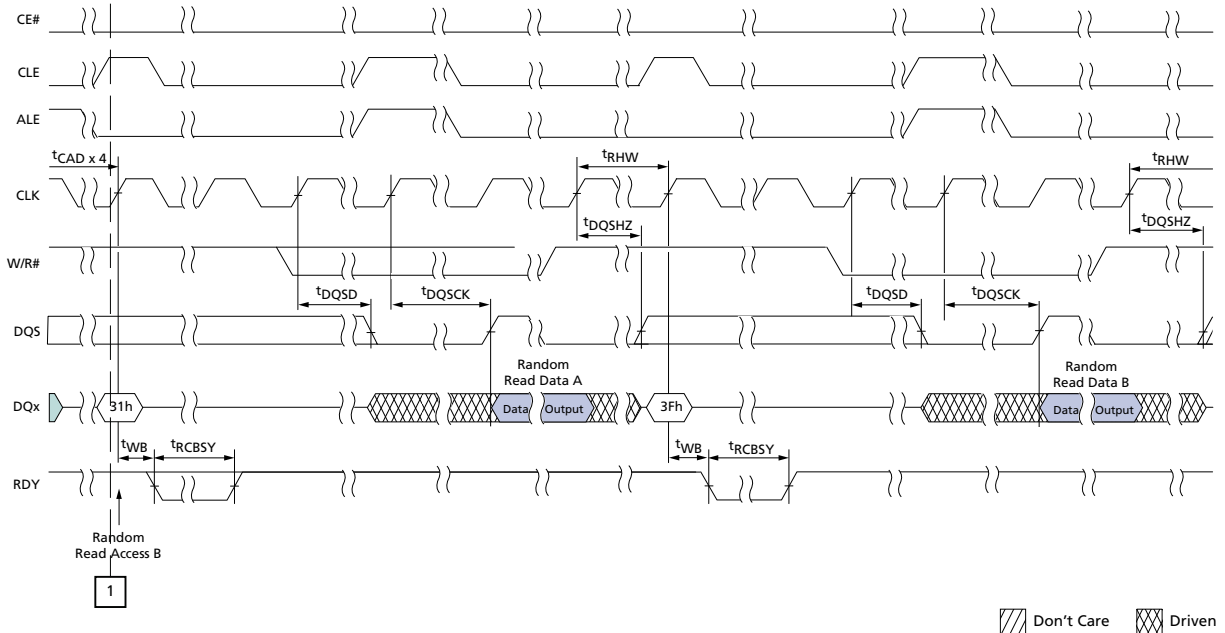 CE#
CLE
ALE
tCAD x 4
tRHW
tRHW
CLK
tDQSHZ
tDQSHZ
W/R#
tDQSD
tDQSCK
tDQSD
tDQSCK
DQS
Random
Read Data A
Random
Read Data B
DQx
31h
Data Output
3Fh
Data Output
tWB
tRCBSY
tWB
tRCBSY
RDY
Random
Read Access B
1
Don't Care
Driven